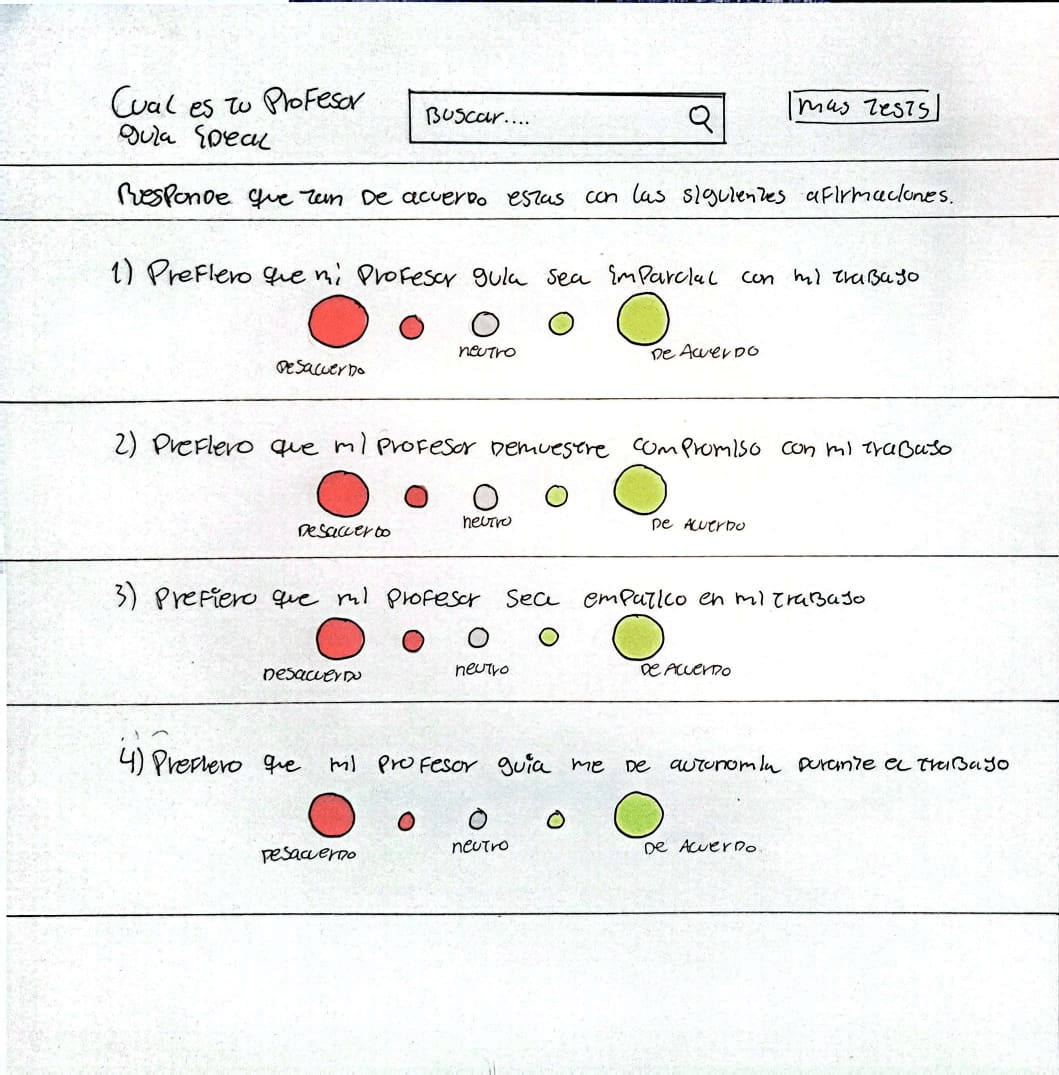 Cual es tu Profesor
guia ideal
Buscar....
mas tests
Responde que tan de acuerdo estas con las siguientes afirmaciones.
1) Prefiero que mi Profesor guia sea imparcial con mi trabajo
Desacuerdo
neutro
De Acuerdo
2) Prefiero que mi profesor demuestre compromiso con mi trabajo
Desacuerdo
neutro
De Acuerdo
3) Prefiero que mi profesor sea empatico en mi trabajo
Desacuerdo
neutro
De Acuerdo
4) Prefiero que mi profesor guia me de autonomia durante el trabajo
Desacuerdo
neutro
De Acuerdo